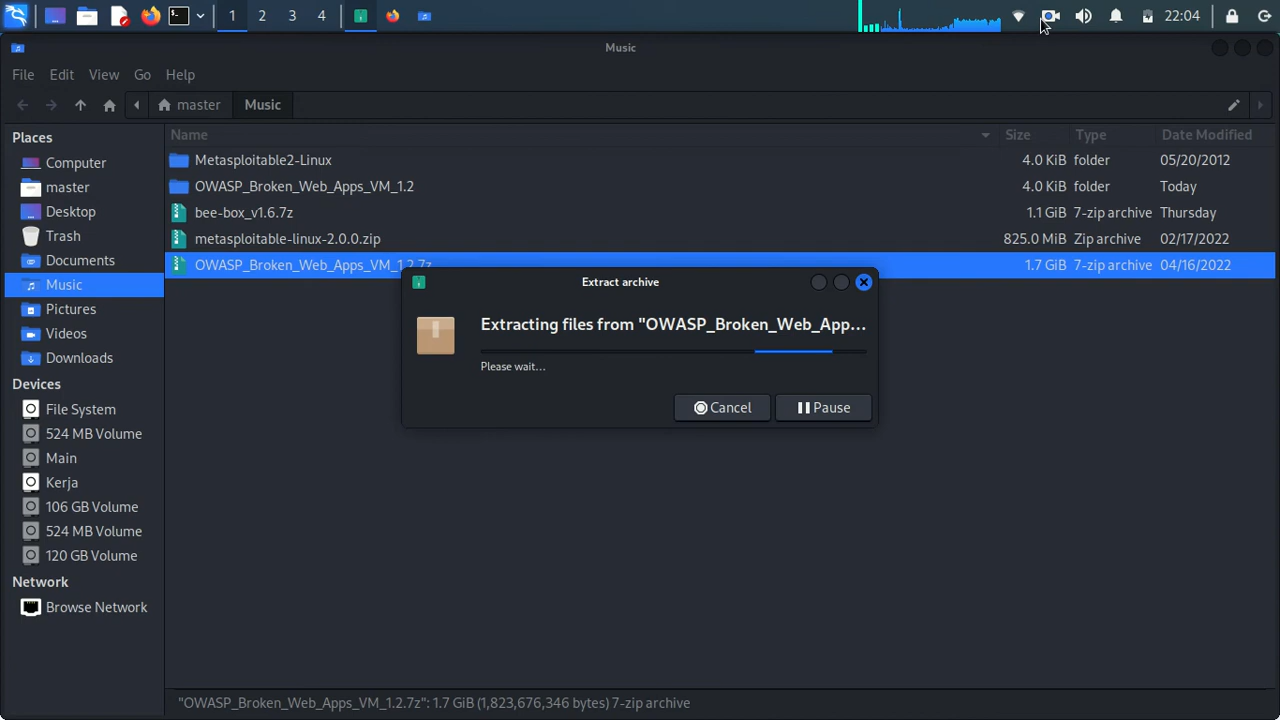 1 2 3 4 22:04
Music
File Edit View Go Help
master Music
Places
Computer
master
Desktop
Trash
Documents
Music
Pictures
Videos
Downloads
Devices
File System
524 MB Volume
Main
Kerja
106 GB Volume
524 MB Volume
120 GB Volume
Network
Browse Network
Name Size Type Date Modified
Metasploitable2-Linux 4.0 KiB folder 05/20/2012
OWASP_Broken_Web_Apps_VM_1.2 4.0 KiB folder Today
bee-box_v1.6.7z 1.1 GiB 7-zip archive Thursday
metasploitable-linux-2.0.0.zip 825.0 MiB Zip archive 02/17/2022
OWASP_Broken_Web_Apps_VM_1.2.7z 1.7 GiB 7-zip archive 04/16/2022
Extract archive
Extracting files from "OWASP_Broken_Web_App...
Please wait...
Cancel Pause
"OWASP_Broken_Web_Apps_VM_1.2.7z": 1.7 GiB (1,823,676,346 bytes) 7-zip archive